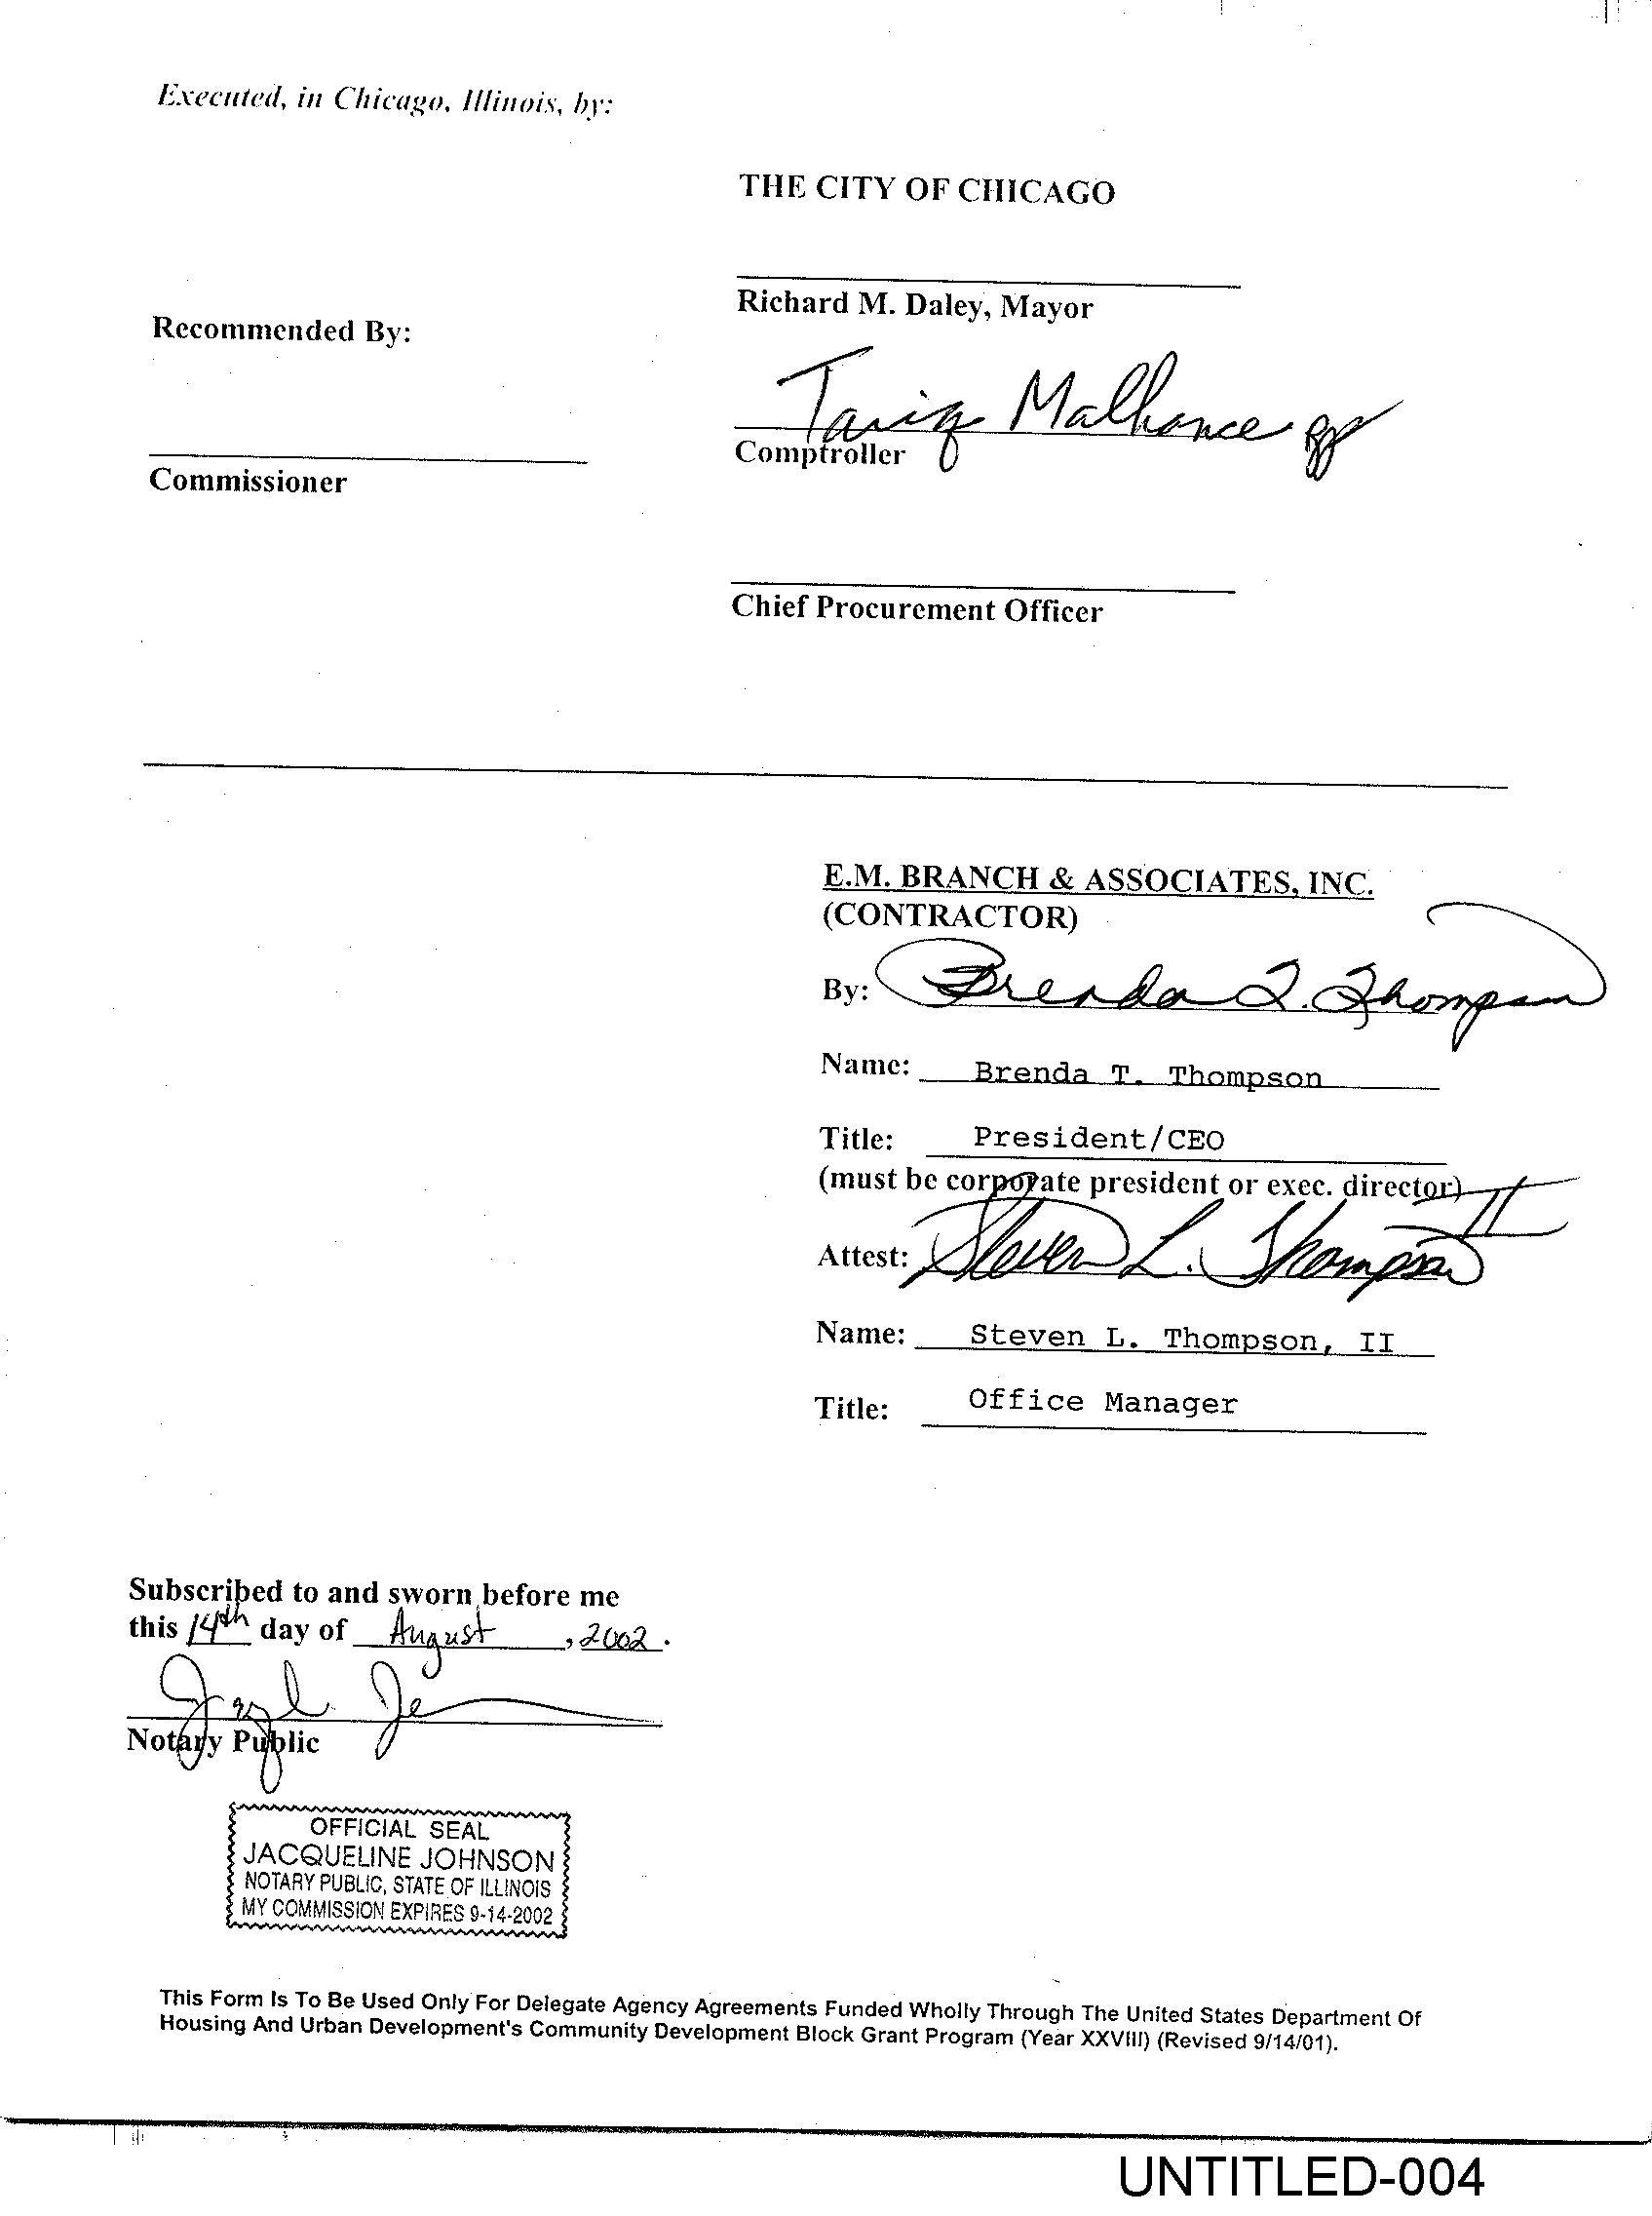 Executed, in Chicago, Illinois, by:
THE CITY OF CHICAGO
Richard M. Daley, Mayor
Recommended By:
Tariq Malhance
Comptroller
Commissioner
Chief Procurement Officer
E.M. BRANCH & ASSOCIATES, INC.
(CONTRACTOR)
By: Brenda T. Thompson
Name: Brenda T. Thompson
Title: President/CEO
(must be corporate president or exec. director)
Attest: Steven L. Thompson II
Name: Steven L. Thompson, II
Title: Office Manager
Subscribed to and sworn before me
this 14th day of August, 2002.
Notary Public
OFFICIAL SEAL
JACQUELINE JOHNSON
NOTARY PUBLIC, STATE OF ILLINOIS
MY COMMISSION EXPIRES 9-14-2002
This Form Is To Be Used Only For Delegate Agency Agreements Funded Wholly Through The United States Department Of
Housing And Urban Development's Community Development Block Grant Program (Year XXVIII) (Revised 9/14/01).
UNTITLED-004